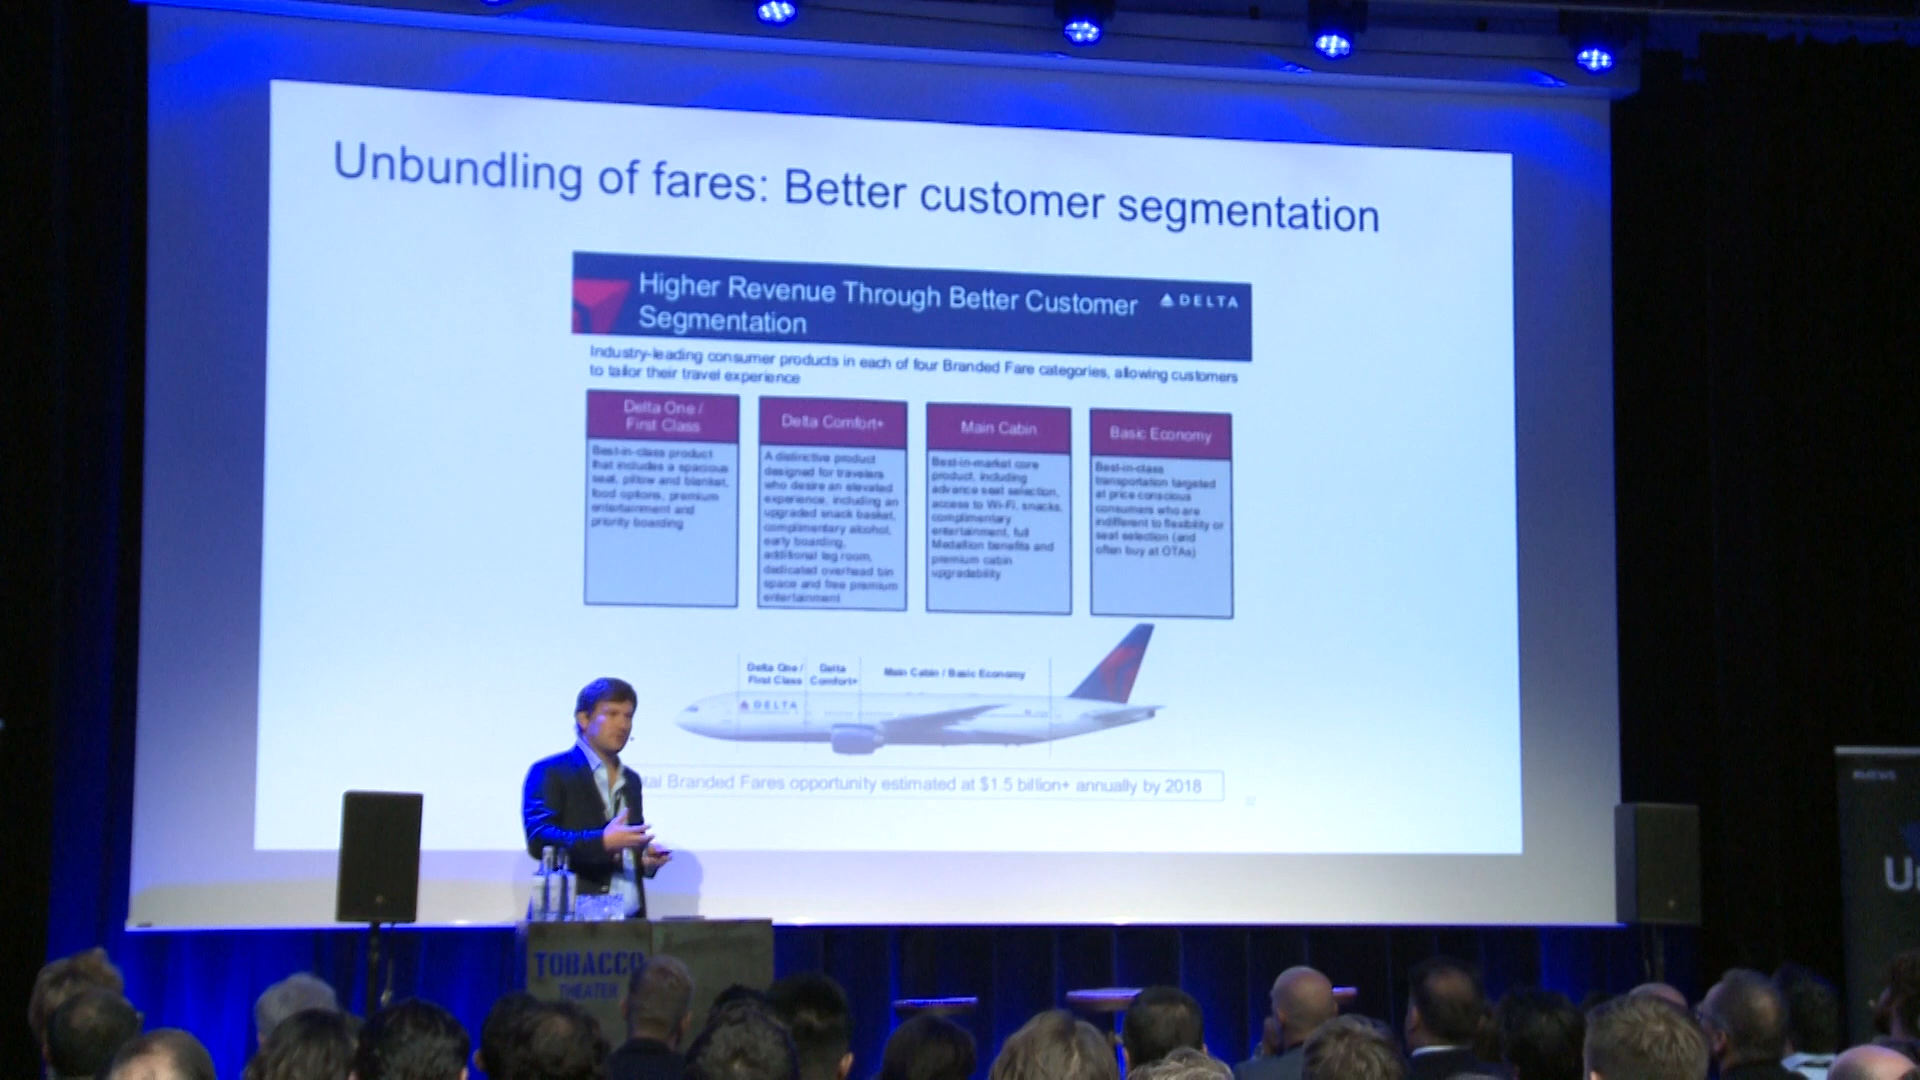 Unbundling of fares: Better customer segmentation
Higher Revenue Through Better Customer
Segmentation
DELTA
Industry-leading consumer products in each of four Branded Fare categories, allowing customers
to tailor their travel experience
Delta One /
First Class
Best-in-class product
that includes a spacious
seat, pillow and blanket,
food options, premium
entertainment and
priority boarding
Delta Comfort+
A distinctive product
designed for travelers
who desire an elevated
experience, including an
upgraded snack basket,
complimentary alcohol,
early boarding,
additional leg room,
dedicated overhead bin
space and free premium
entertainment
Main Cabin
Best-in-market core
product, including
advance seat selection,
access to Wi-Fi, snacks,
complimentary
entertainment, full
Medallion benefits and
premium cabin
upgradability
Basic Economy
Best-in-class
transportation targeted
at price conscious
consumers who are
indifferent to flexibility or
seat selection (and
often buy at OTAs)
Delta One /
First Class
Delta
Comfort+
Main Cabin / Basic Economy
DELTA
tal Branded Fares opportunity estimated at $1.5 billion+ annually by 2018
TOBACCO
THEATER